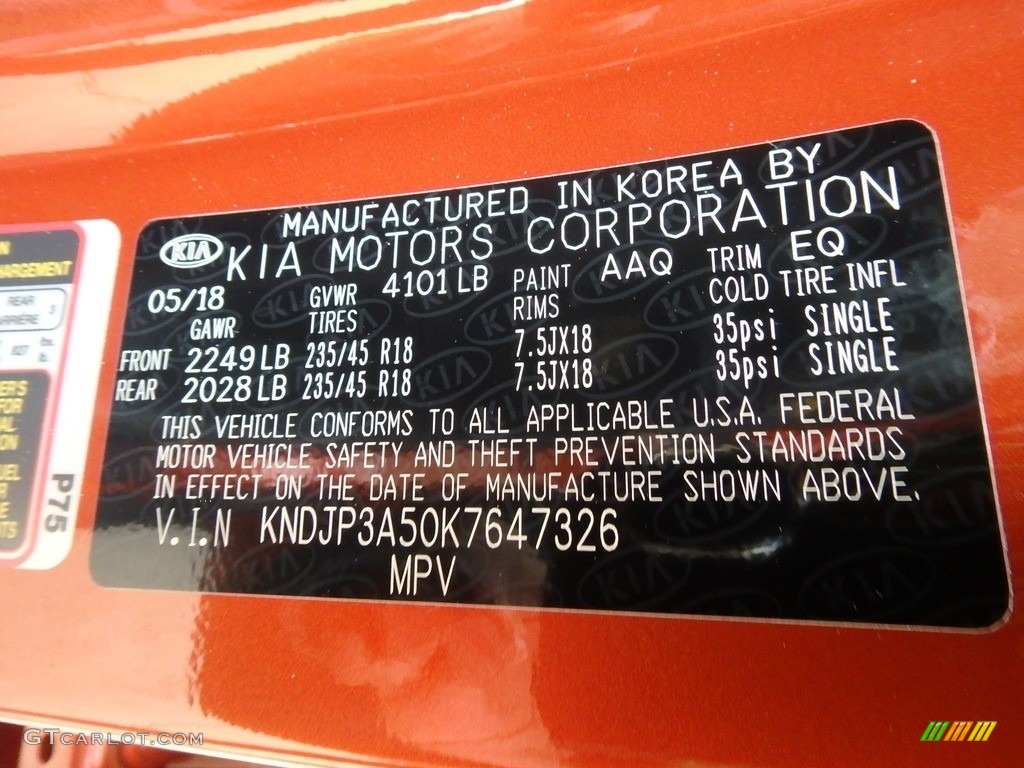 MANUFACTURED IN KOREA BY
KIA KIA MOTORS CORPORATION
05/18 GVWR 4101 LB PAINT AAQ TRIM EQ
GAWR TIRES RIMS COLD TIRE INFL
FRONT 2249 LB 235/45 R18 7.5JX18 35psi SINGLE
REAR 2028 LB 235/45 R18 7.5JX18 35psi SINGLE
THIS VEHICLE CONFORMS TO ALL APPLICABLE U.S.A. FEDERAL
MOTOR VEHICLE SAFETY AND THEFT PREVENTION STANDARDS
IN EFFECT ON THE DATE OF MANUFACTURE SHOWN ABOVE.
V.I.N KNDJP3A50K7647326
MPV
REAR 3
P75
GTCARLOT.COM